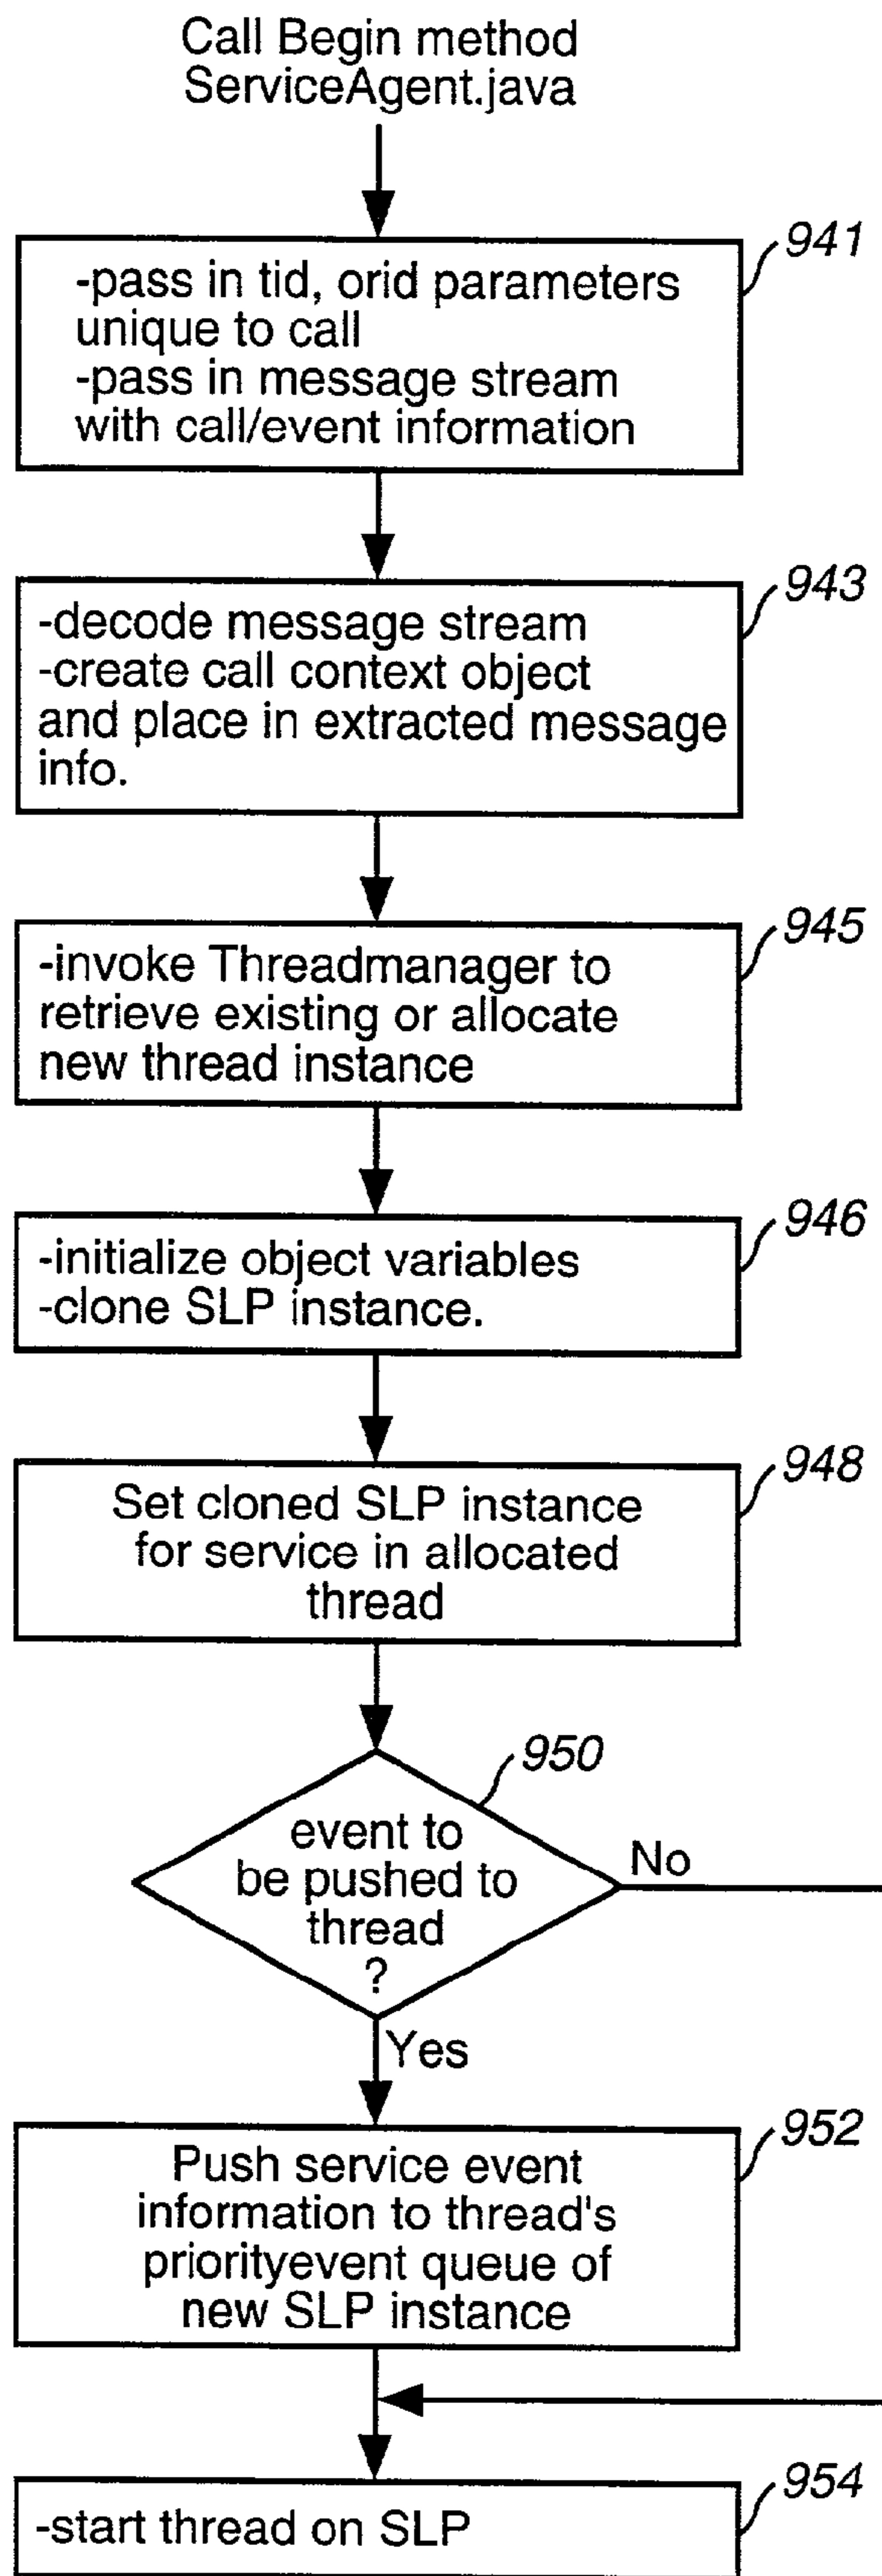 Call Begin method
ServiceAgent.java
941
-pass in tid, orid parameters
unique to call
-pass in message stream
with call/event information
943
-decode message stream
-create call context object
and place in extracted message
info.
945
-invoke Threadmanager to
retrieve existing or allocate
new thread instance
946
-initialize object variables
-clone SLP instance.
948
Set cloned SLP instance
for service in allocated
thread
950
event to
be pushed to
thread
?
No
Yes
952
Push service event
information to thread's
priorityevent queue of
new SLP instance
954
-start thread on SLP